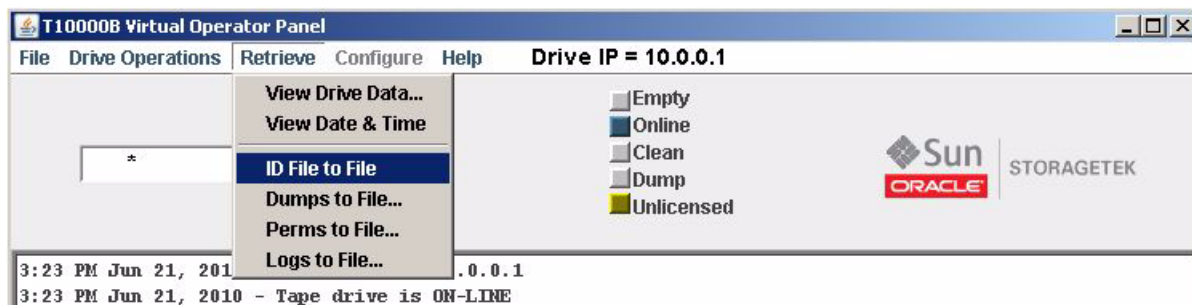 T10000B Virtual Operator Panel
File Drive Operations Retrieve Configure Help Drive IP = 10.0.0.1
View Drive Data...
View Date & Time
ID File to File
Dumps to File...
Perms to File...
Logs to File...
*
Empty
Online
Clean
Dump
Unlicensed
Sun
ORACLE
STORAGETEK
3:23 PM Jun 21, 201 .0.0.1
3:23 PM Jun 21, 2010 - Tape drive is ON-LINE